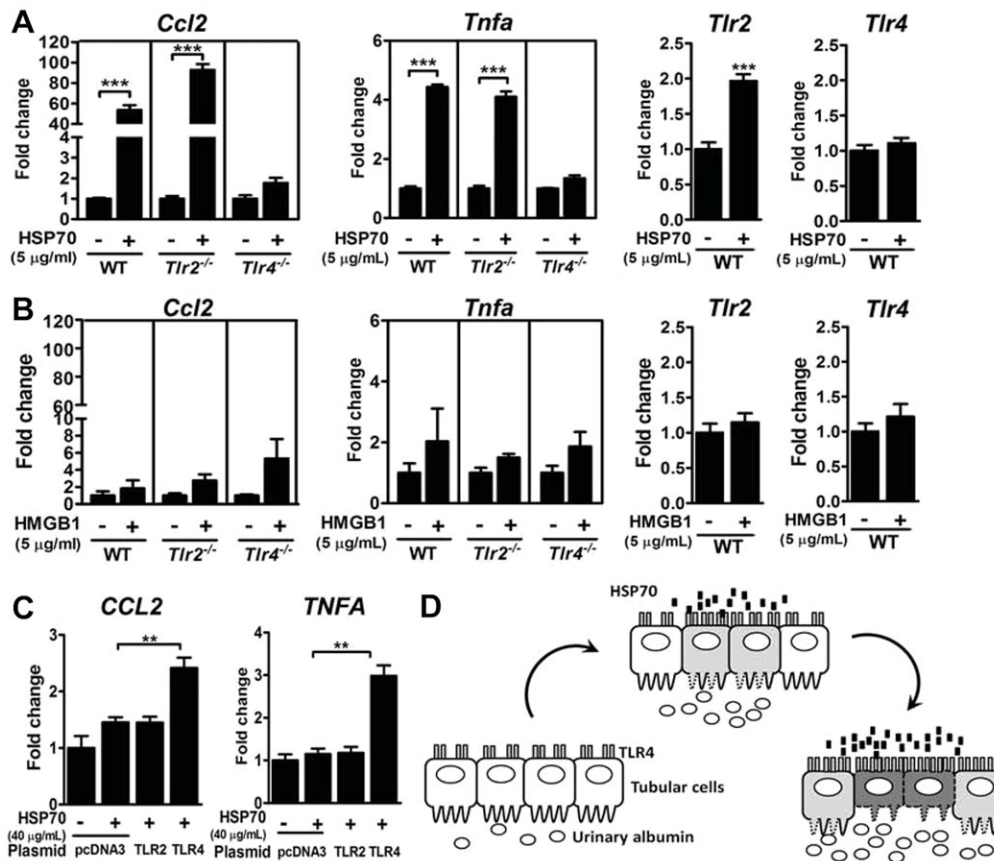 A
Ccl2
Fold change
120
100
80
60
40
4
3
2
1
0
***
***
HSP70 - + - + - +
(5 μg/ml) WT Tlr2-/- Tlr4-/-
Tnfa
Fold change
6
4
2
0
***
***
HSP70 - + - + - +
(5 μg/mL) WT Tlr2-/- Tlr4-/-
Tlr2
Fold change
2.5
2.0
1.5
1.0
0.5
0.0
***
HSP70 - +
(5 μg/mL) WT
Tlr4
Fold change
2.5
2.0
1.5
1.0
0.5
0.0
HSP70 - +
(5 μg/mL) WT
B
Ccl2
Fold change
120
100
80
60
10
8
6
4
2
0
HMGB1 - + - + - +
(5 μg/ml) WT Tlr2-/- Tlr4-/-
Tnfa
Fold change
6
4
2
0
HMGB1 - + - + - +
(5 μg/mL) WT Tlr2-/- Tlr4-/-
Tlr2
Fold change
2.5
2.0
1.5
1.0
0.5
0.0
HMGB1 - +
(5 μg/mL) WT
Tlr4
Fold change
2.5
2.0
1.5
1.0
0.5
0.0
HMGB1 - +
(5 μg/mL) WT
C
CCL2
Fold change
3
2
1
0
**
HSP70 - + + +
(40 μg/mL)
Plasmid pcDNA3 TLR2 TLR4
TNFA
Fold change
4
3
2
1
0
**
HSP70 - + + +
(40 μg/mL)
Plasmid pcDNA3 TLR2 TLR4
D
HSP70
TLR4
Tubular cells
Urinary albumin